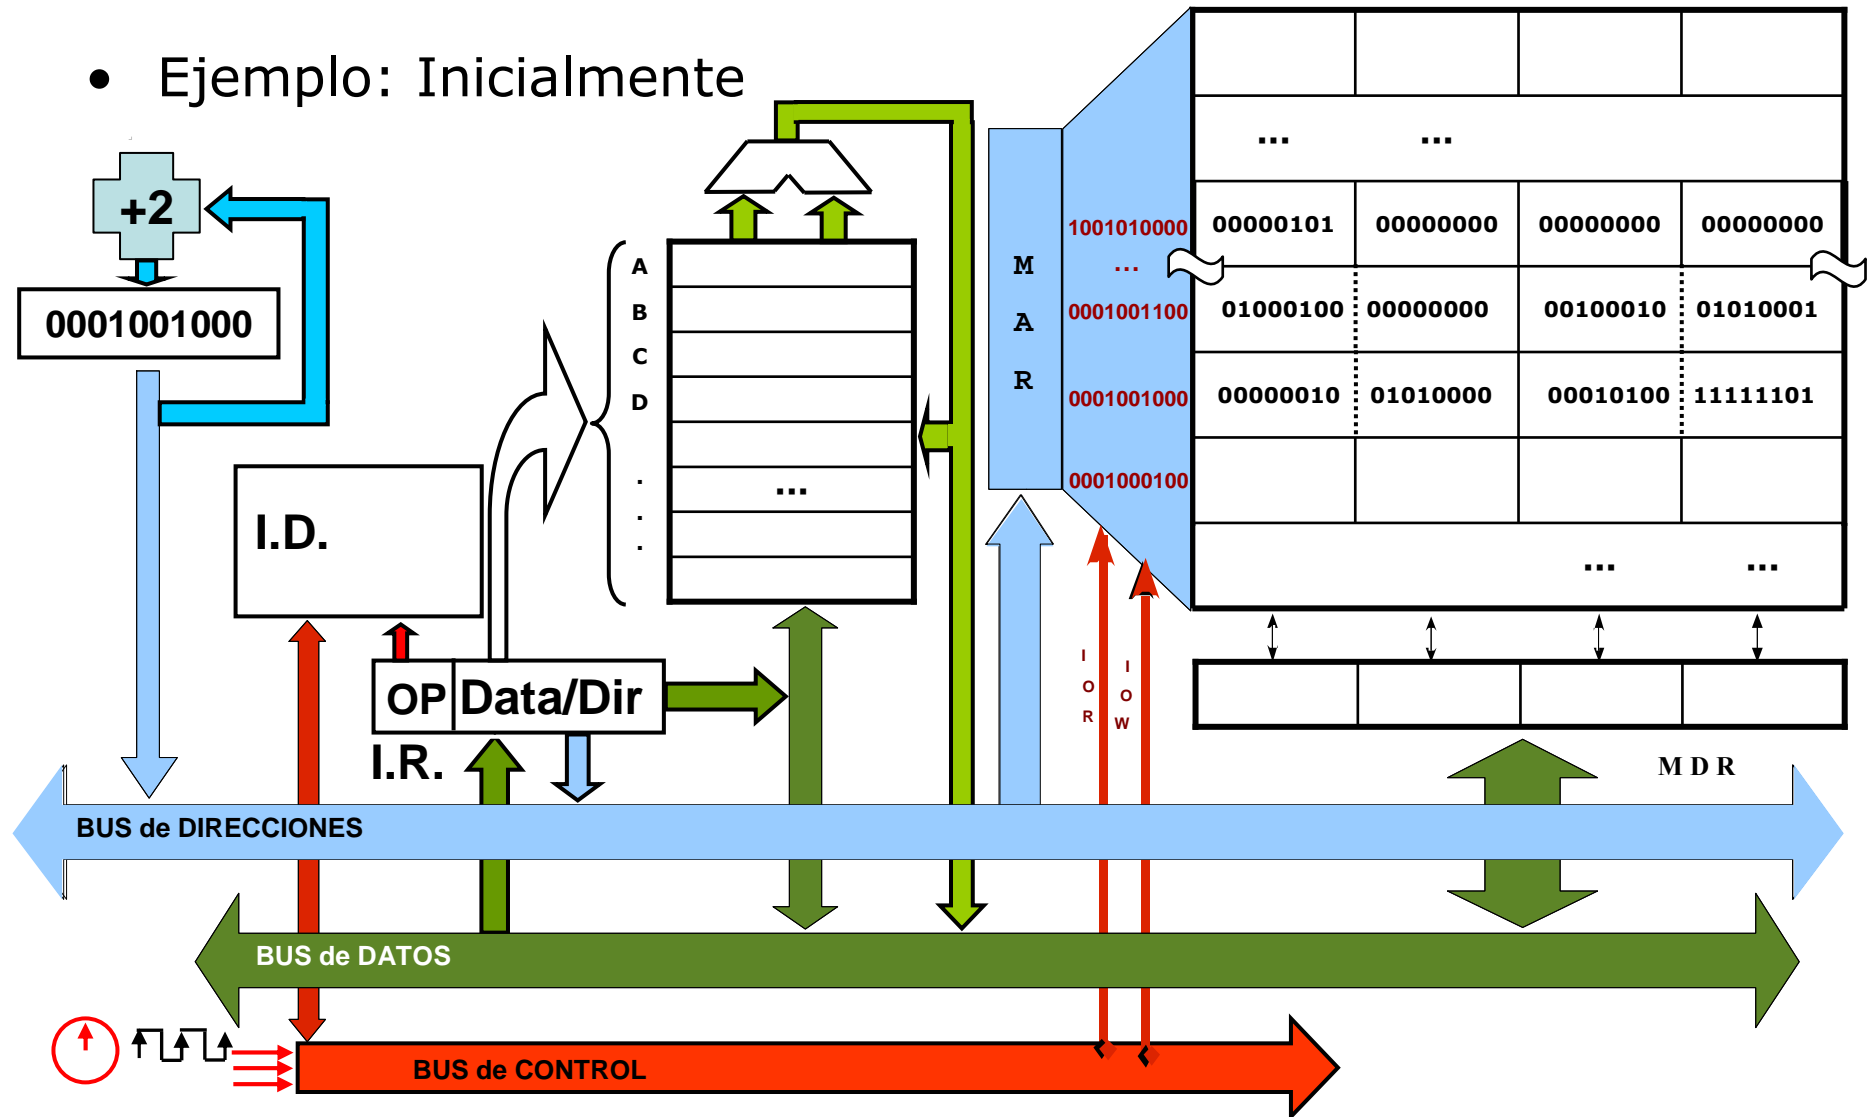 • Ejemplo: Inicialmente
+2
0001001000
I.D.
OP Data/Dir
I.R.
A
B
C
D
.
.
.
...
M
A
R
1001010000
...
0001001100
0001001000
0001000100
... ...
00000101 00000000 00000000 00000000
01000100 00000000 00100010 01010001
00000010 01010000 00010100 11111101
... ...
I
O
R
I
O
W
M D R
BUS de DIRECCIONES
BUS de DATOS
BUS de CONTROL